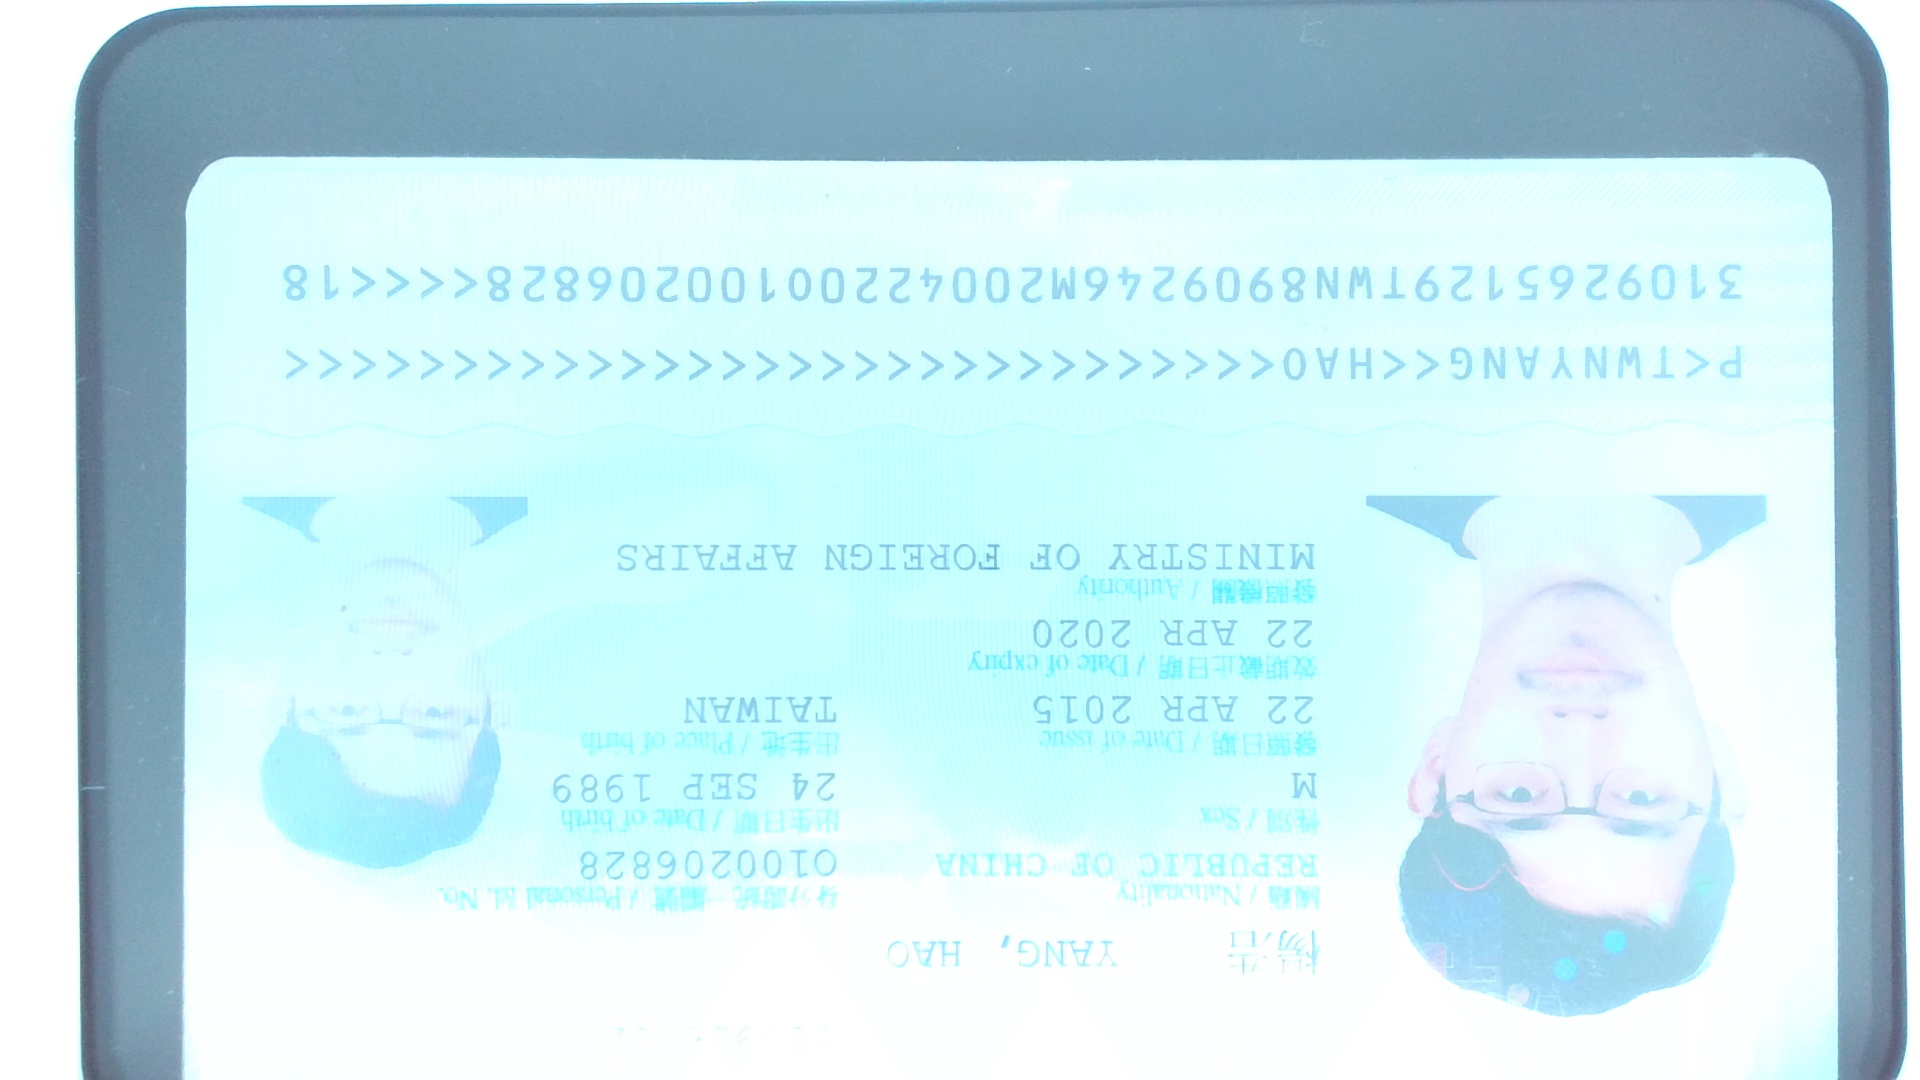 楊浩 YANG, HAO
國籍 / Nationality 身分證統一編號 / Personal Id. No.
REPUBLIC OF CHINA O100206828
性別 / Sex 出生日期 / Date of birth
M 24 SEP 1989
發照日期 / Date of issue 出生地 / Place of birth
22 APR 2015 TAIWAN
效期截止日期 / Date of expiry
22 APR 2020
發照機關 / Authority
MINISTRY OF FOREIGN AFFAIRS
P<TWNYANG<<HAO<<<<<<<<<<<<<<<<<<<<<<<<<<<<<<
3109265129TWN8909246M2004220O100206828<<<<18